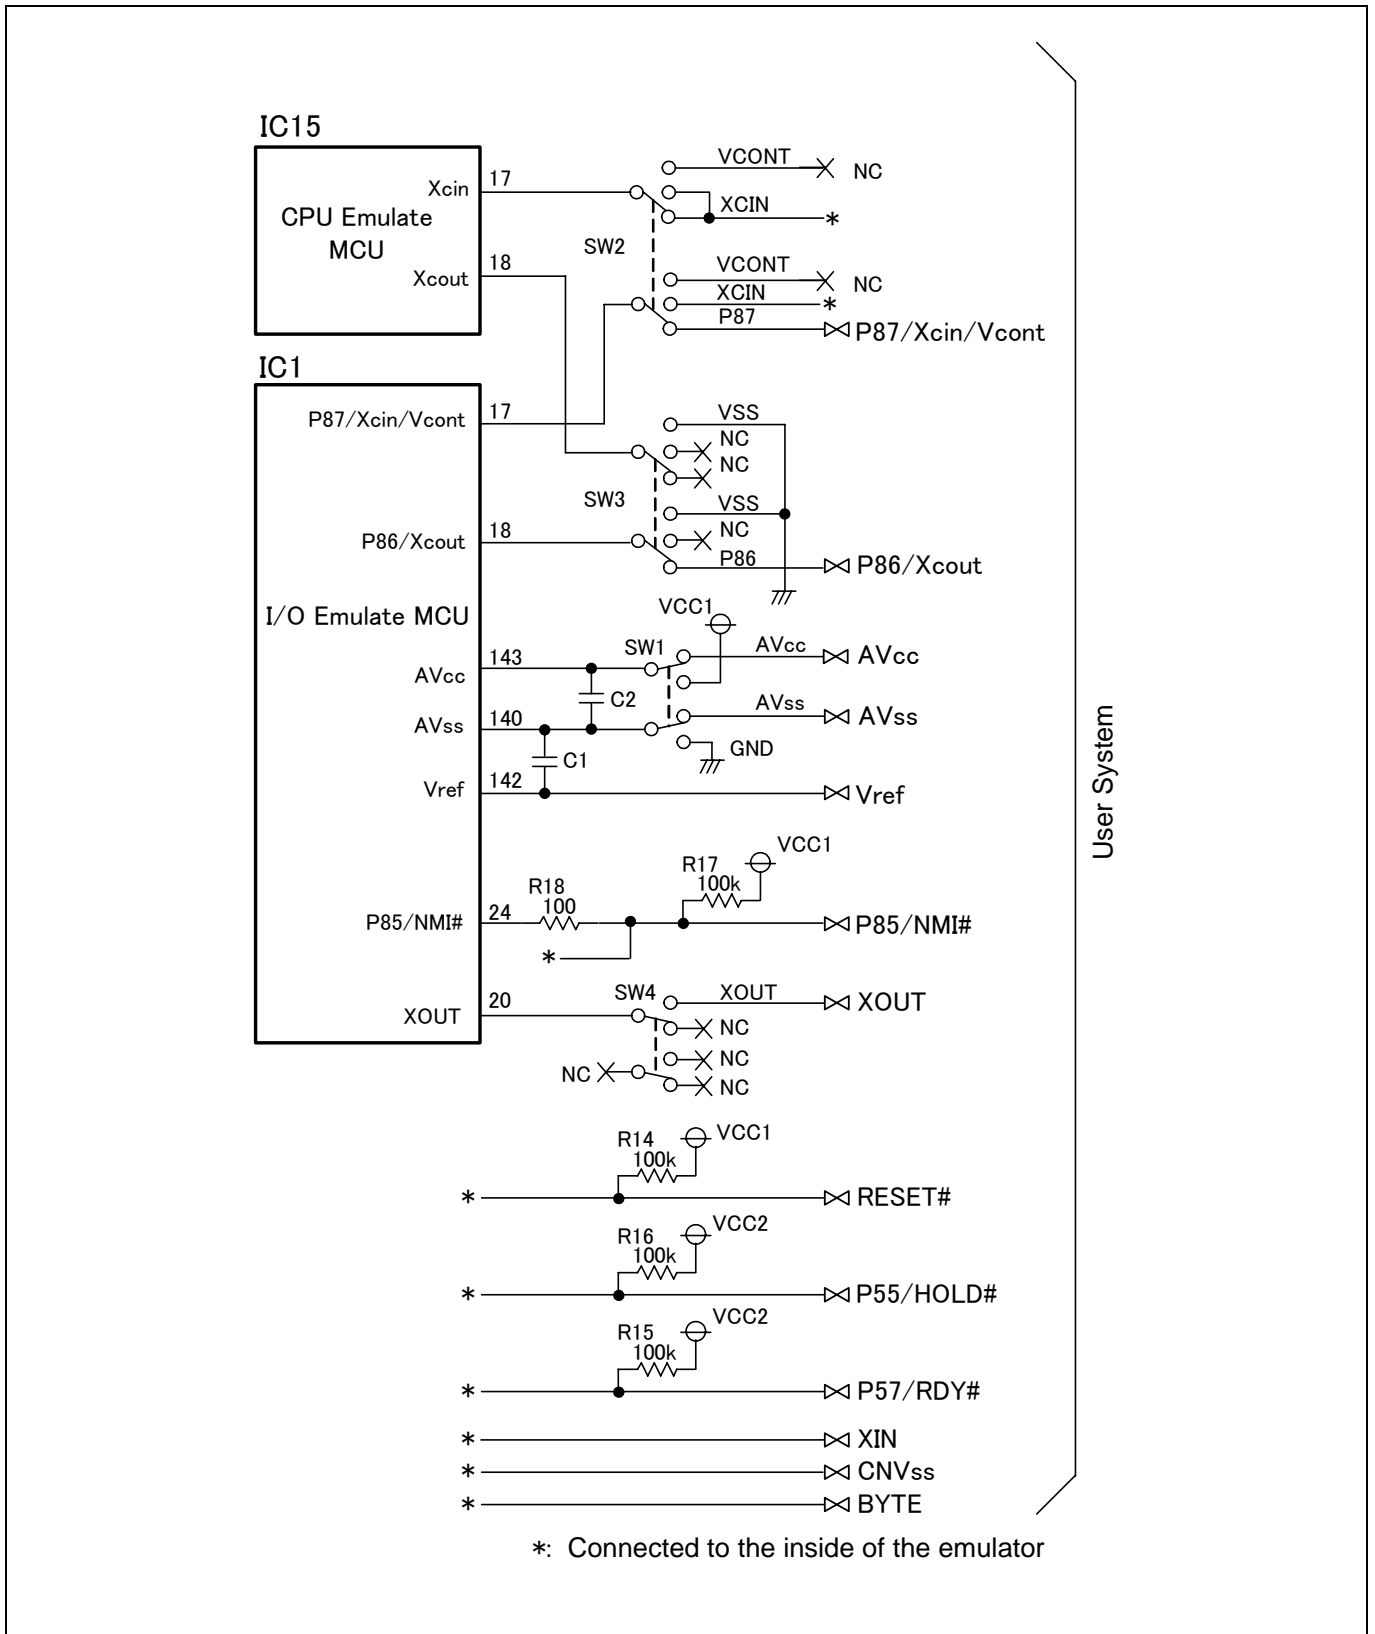 IC15
CPU Emulate
MCU
Xcin
17
Xcout
18
SW2
VCONT
NC
XCIN
*
VCONT
NC
XCIN
*
P87
P87/Xcin/Vcont
IC1
I/O Emulate MCU
P87/Xcin/Vcont
17
P86/Xcout
18
SW3
VSS
NC
NC
VSS
NC
P86
P86/Xcout
AVcc
143
SW1
VCC1
AVcc
AVcc
C2
AVss
140
AVss
AVss
GND
C1
Vref
142
Vref
P85/NMI#
24
R18
100
*
R17
100k
VCC1
P85/NMI#
XOUT
20
SW4
XOUT
XOUT
NC
NC
NC
NC
R14
100k
VCC1
*
RESET#
R16
100k
VCC2
*
P55/HOLD#
R15
100k
VCC2
*
P57/RDY#
*
XIN
*
CNVss
*
BYTE
User System
*: Connected to the inside of the emulator